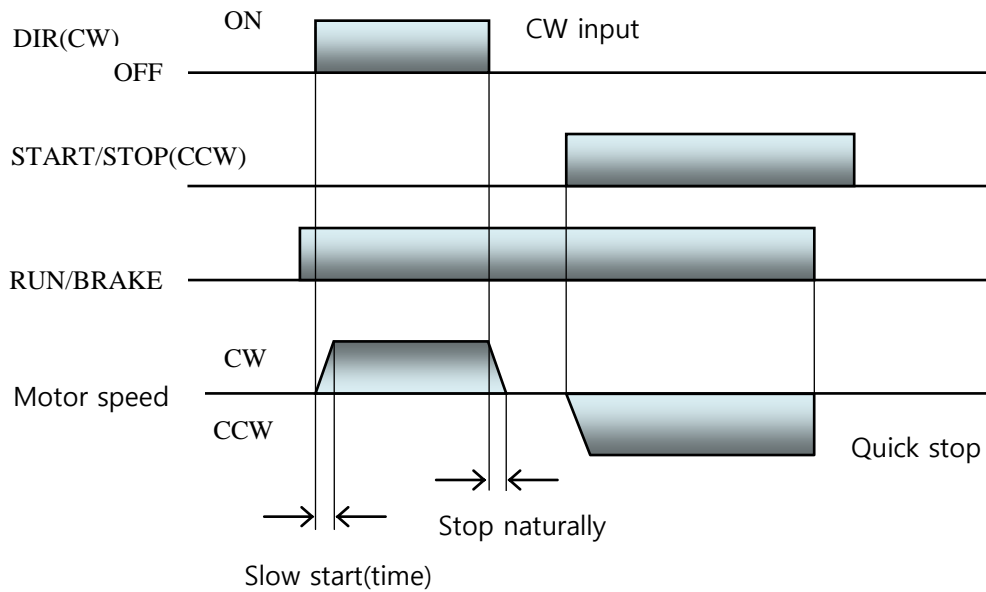 ON
CW input
DIR(CW)
OFF
START/STOP(CCW)
RUN/BRAKE
CW
Motor speed
CCW
Quick stop
Stop naturally
Slow start(time)